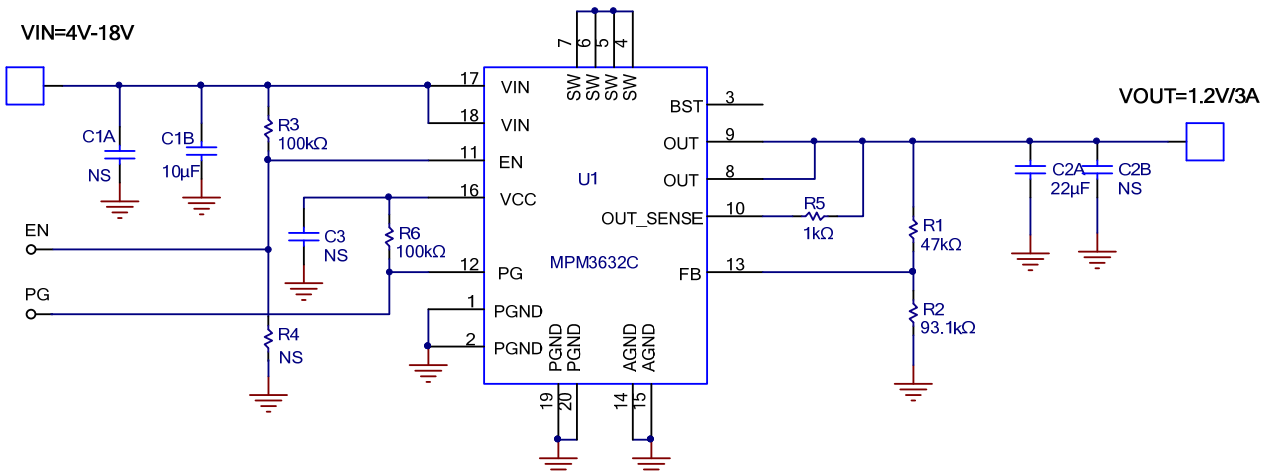 VIN=4V-18V
7
6
5
4
SW
SW
SW
SW
17
VIN
18
VIN
11
EN
16
VCC
12
PG
1
PGND
2
PGND
BST
3
OUT
9
OUT
8
OUT_SENSE
10
FB
13
U1
MPM3632C
PGND
PGND
AGND
AGND
19
20
14
15
C1A
NS
C1B
10µF
R3
100kΩ
C3
NS
R6
100kΩ
EN
PG
R4
NS
VOUT=1.2V/3A
R5
1kΩ
R1
47kΩ
R2
93.1kΩ
C2A
22µF
C2B
NS